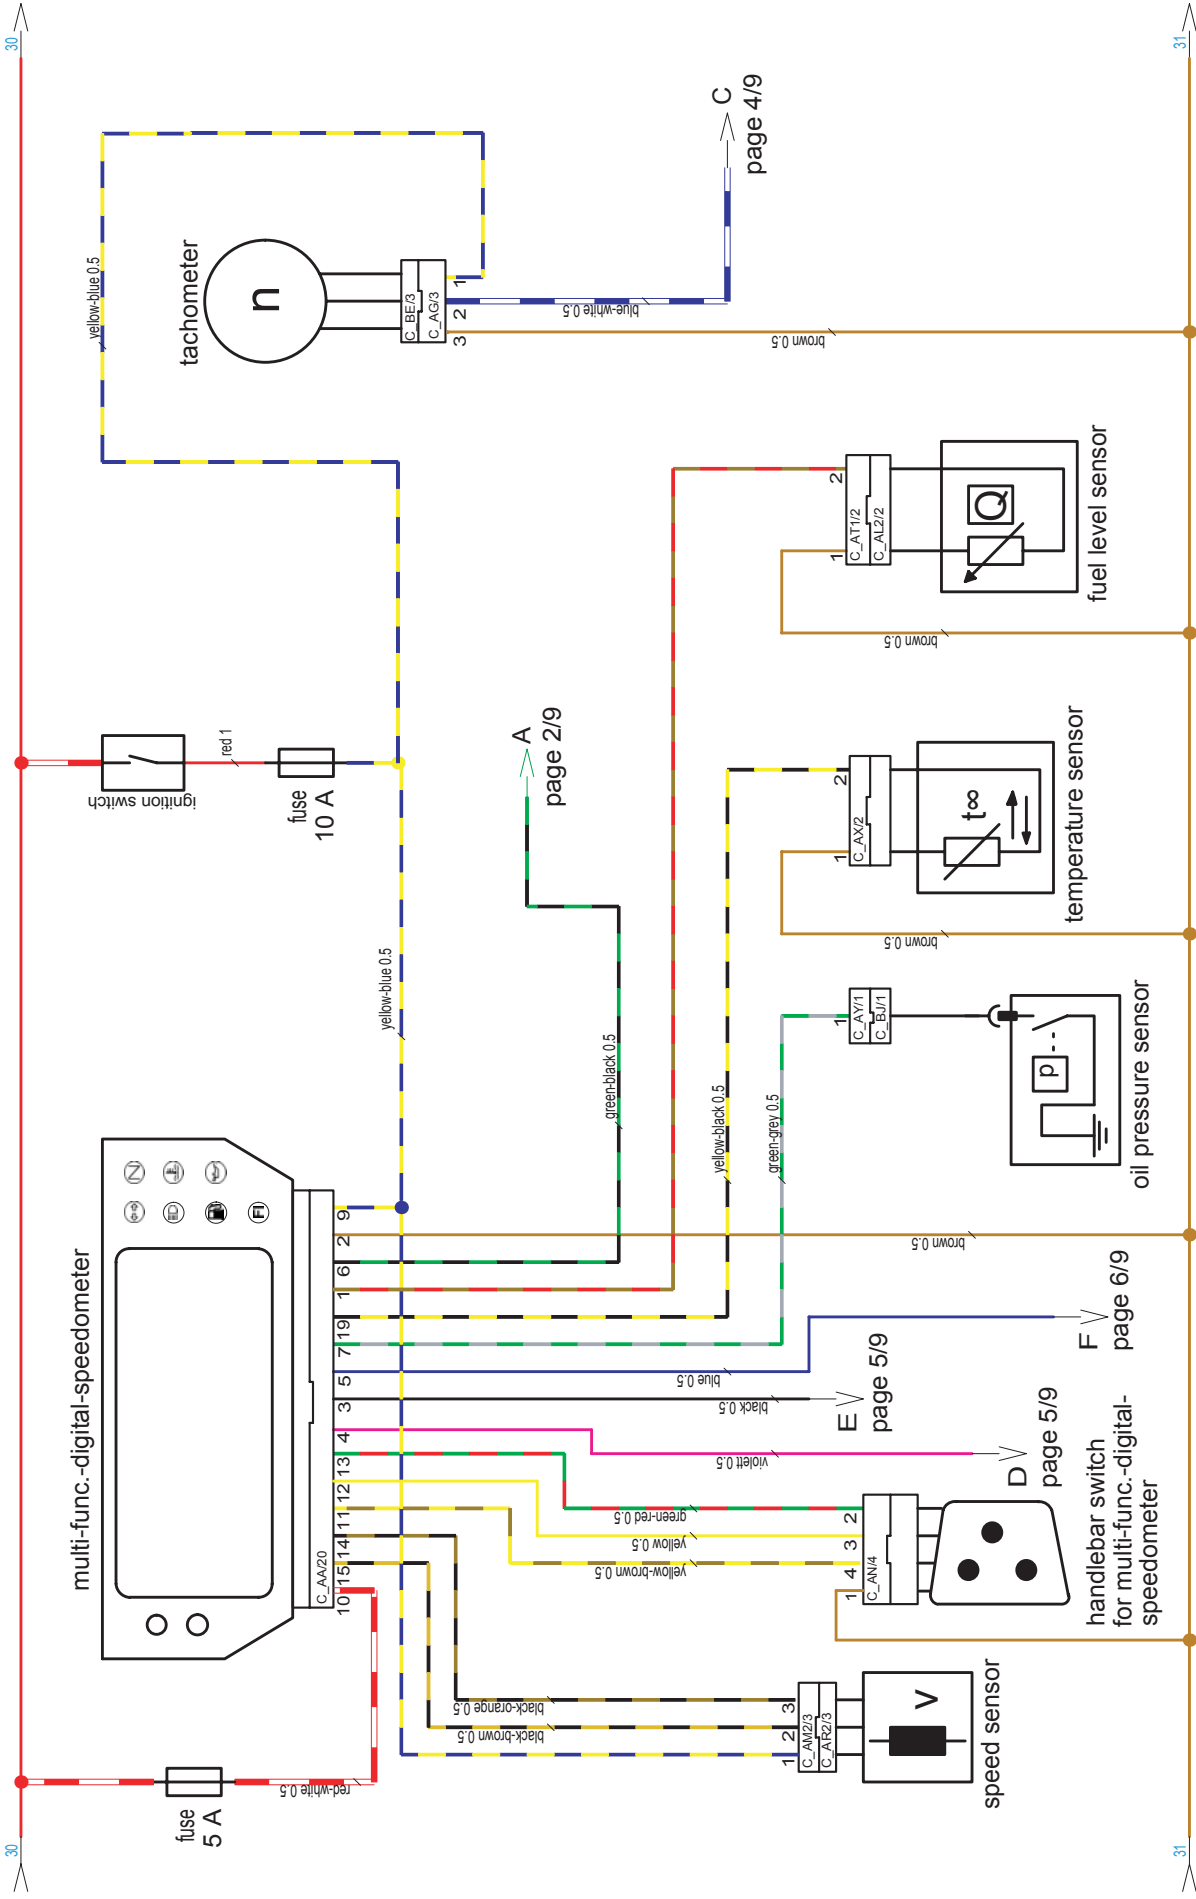 30
30
31
31
fuse
5 A
red-white 0.5
multi-func.-digital-speedometer
N
FI
C_AA/20
10
15
14
11
12
13
4
3
5
7
19
1
6
2
9
ignition switch
red 1
fuse
10 A
yellow-blue 0.5
yellow-blue 0.5
tachometer
n
C_BE/3
C_AG/3
3
2
1
blue-white 0.5
brown 0.5
C
page 4/9
A
page 2/9
green-black 0.5
yellow-black 0.5
green-grey 0.5
brown 0.5
blue 0.5
black 0.5
violett 0.5
green-red 0.5
yellow 0.5
yellow-brown 0.5
black-orange 0.5
black-brown 0.5
F
page 6/9
E
page 5/9
D
page 5/9
1
2
3
C_AM2/3
C_AR2/3
V
speed sensor
1
4
3
2
C_AN/4
handlebar switch
for multi-func.-digital-
speedometer
1
C_AY/1
C_BJ/1
p
oil pressure sensor
brown 0.5
1
2
C_AX/2
t∞
temperature sensor
brown 0.5
1
2
C_AT1/2
C_AL2/2
Q
fuel level sensor